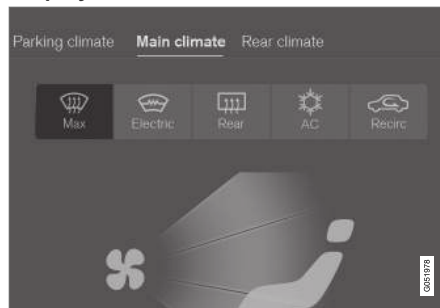 Parking climate Main climate Rear climate
Max Electric Rear AC Recirc
G051978